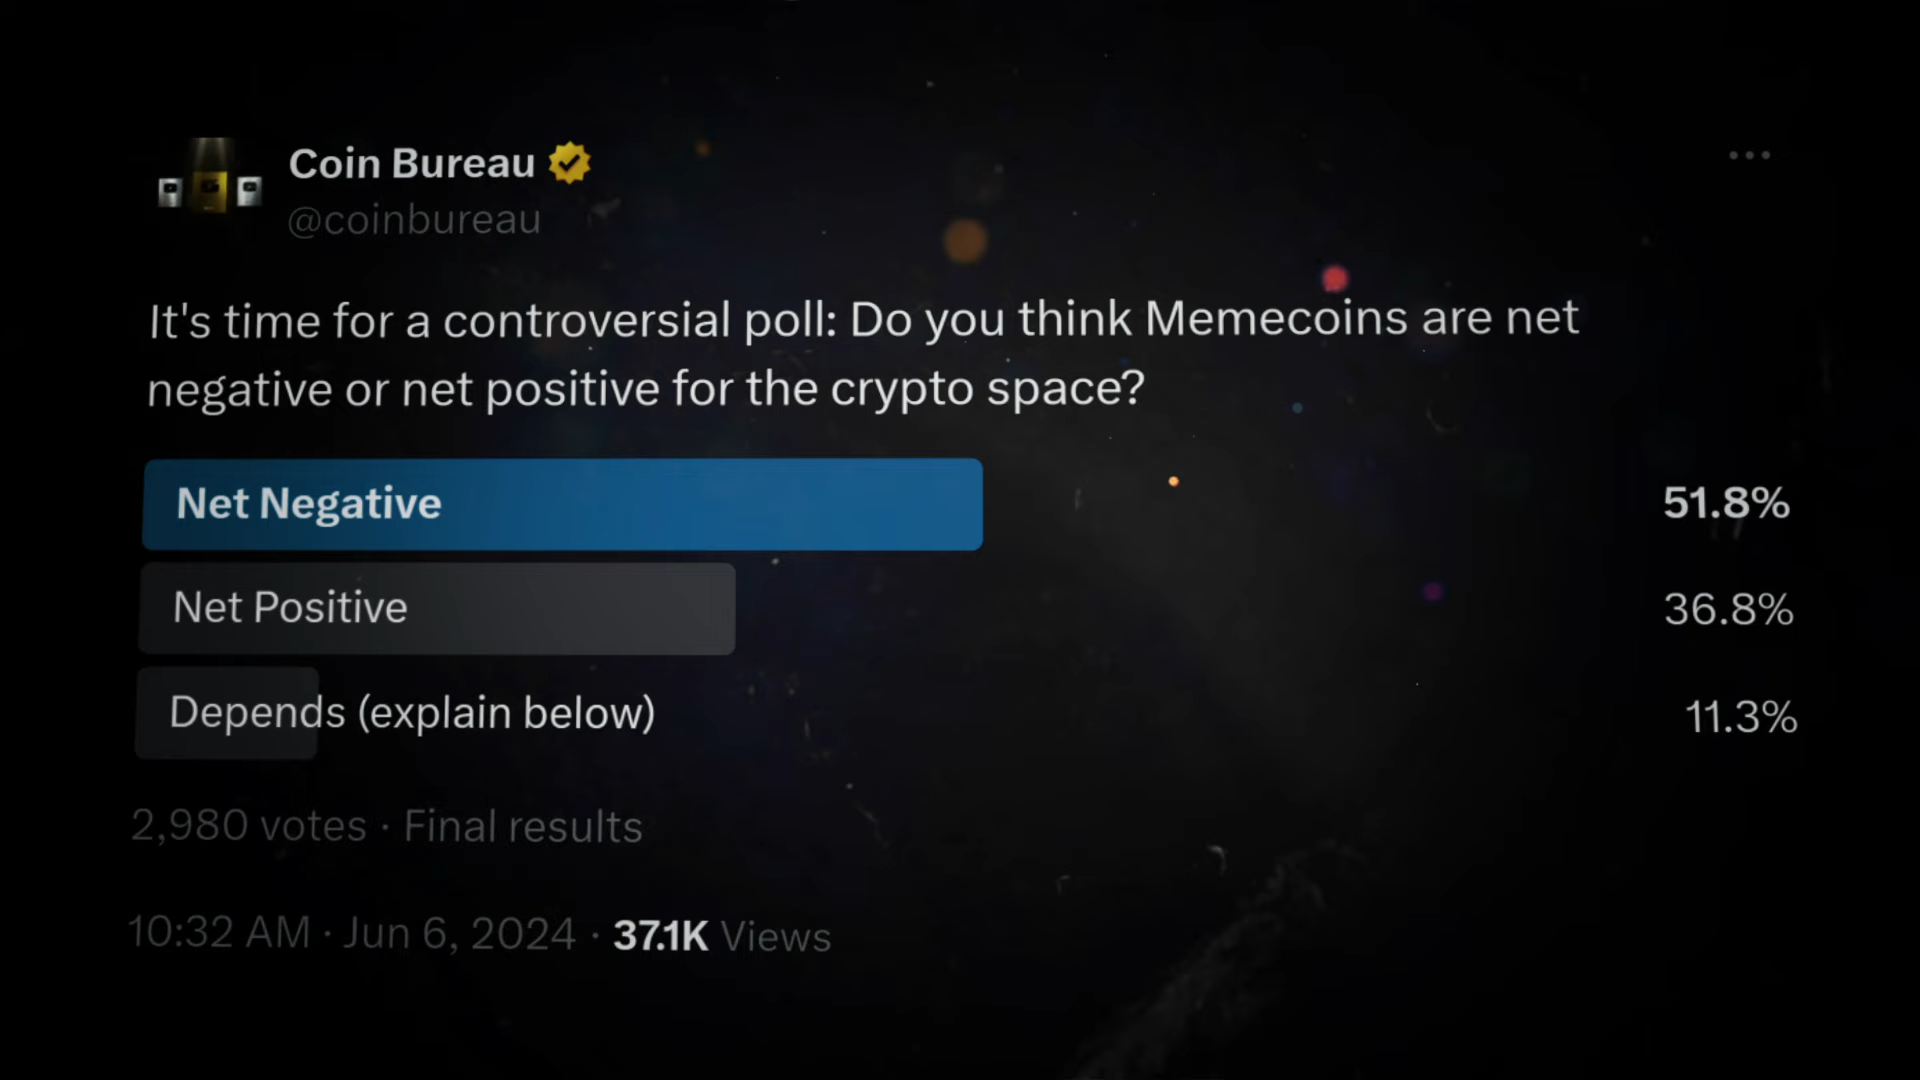 Coin Bureau
@coinbureau
It's time for a controversial poll: Do you think Memecoins are net
negative or net positive for the crypto space?
Net Negative 51.8%
Net Positive 36.8%
Depends (explain below) 11.3%
2,980 votes · Final results
10:32 AM · Jun 6, 2024 · 37.1K Views